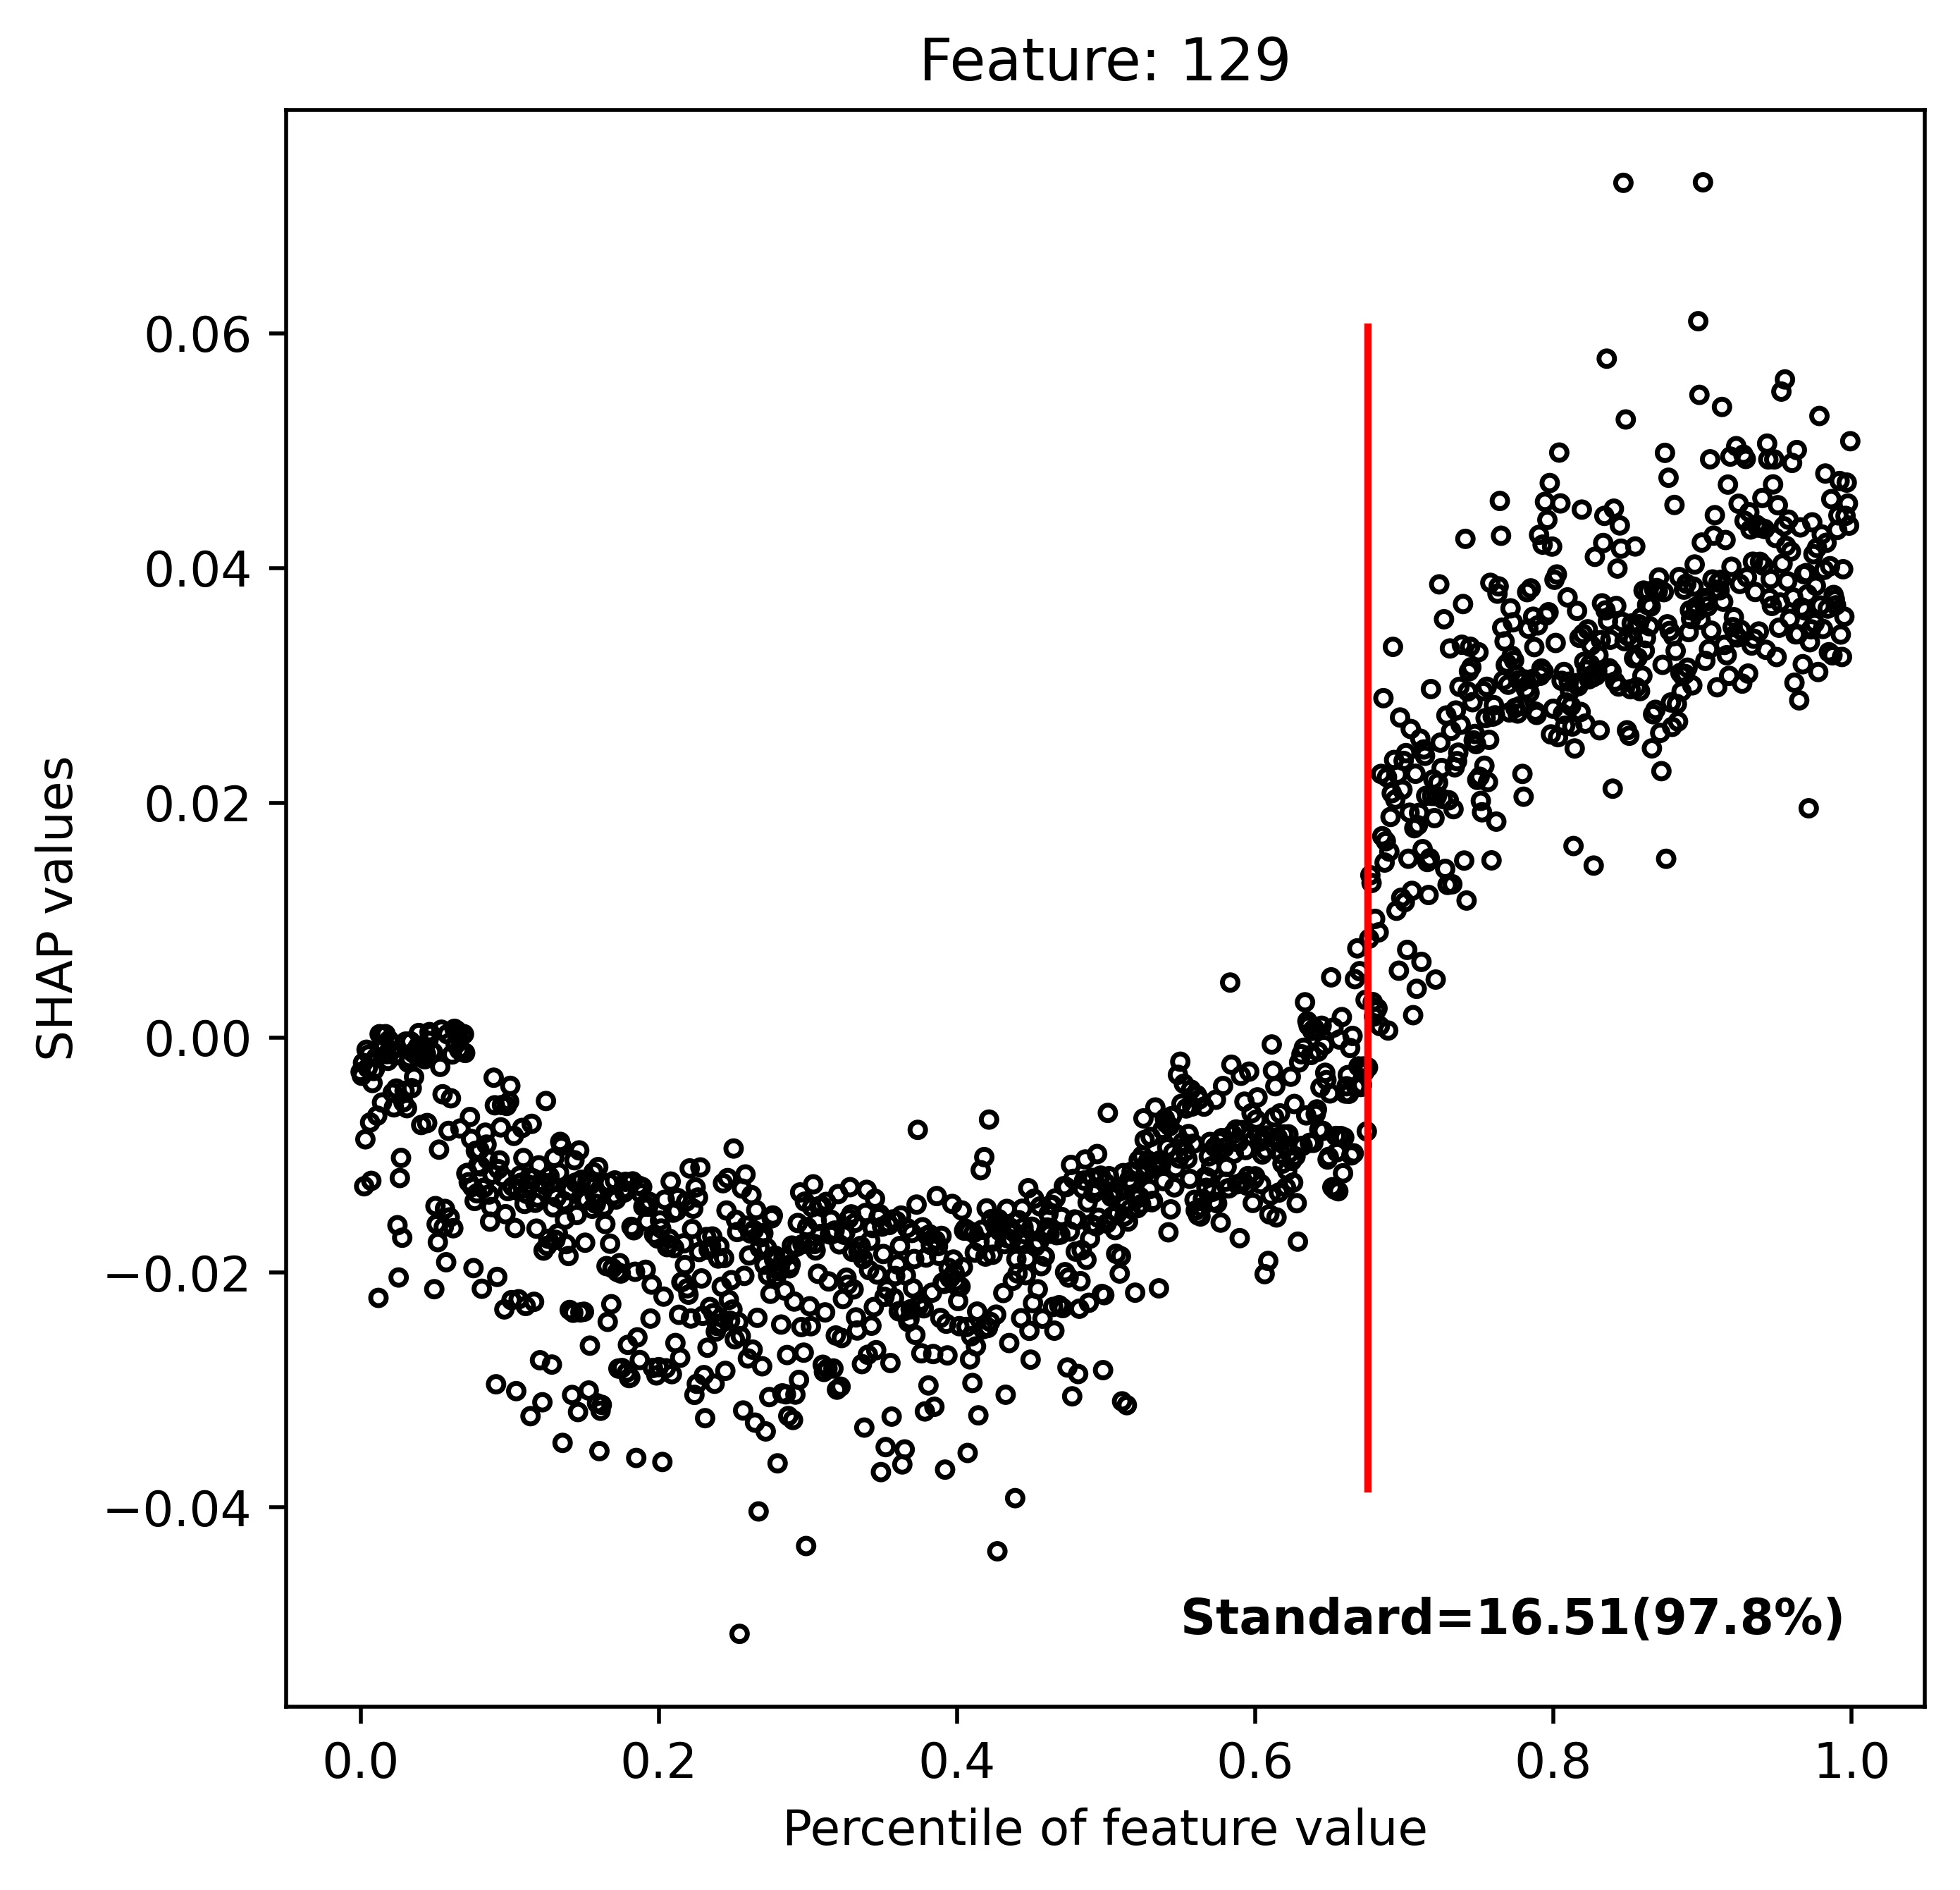 Feature: 129
SHAP values
0.06
0.04
0.02
0.00
−0.02
−0.04
Standard=16.51(97.8%)
0.0 0.2 0.4 0.6 0.8 1.0
Percentile of feature value